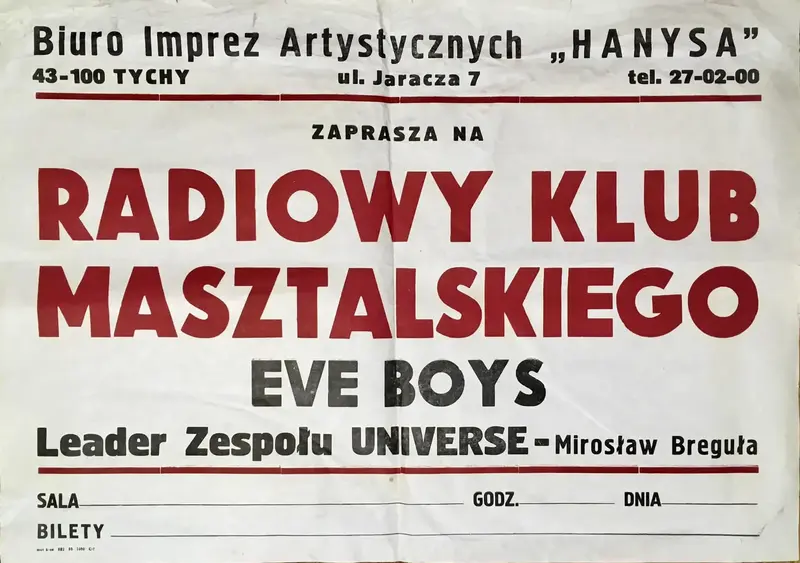 Biuro Imprez Artystycznych „HANYSA”
43-100 TYCHY ul. Jaracza 7 tel. 27-02-00
ZAPRASZA NA
RADIOWY KLUB
MASZTALSKIEGO
EVE BOYS
Leader Zespołu UNIVERSE - Mirosław Breguła
SALA GODZ. DNIA
BILETY